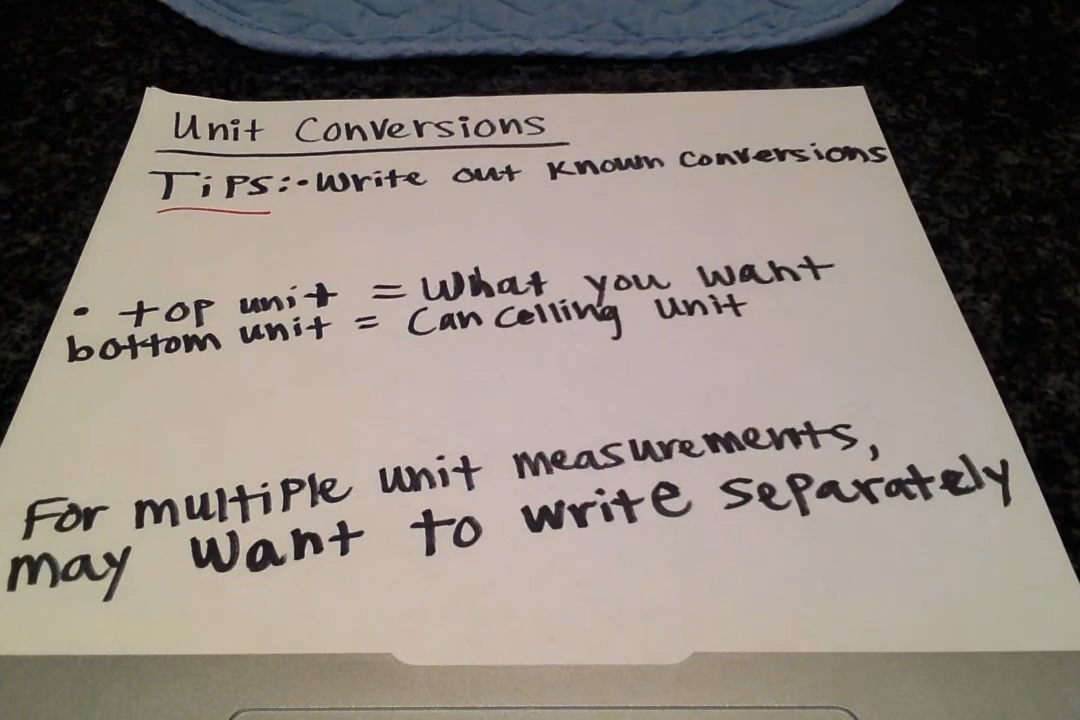 Unit Conversions
Tips:•Write out known conversions
• top unit = What you want
bottom unit = Cancelling unit
For multiple unit measurements,
may want to write separately